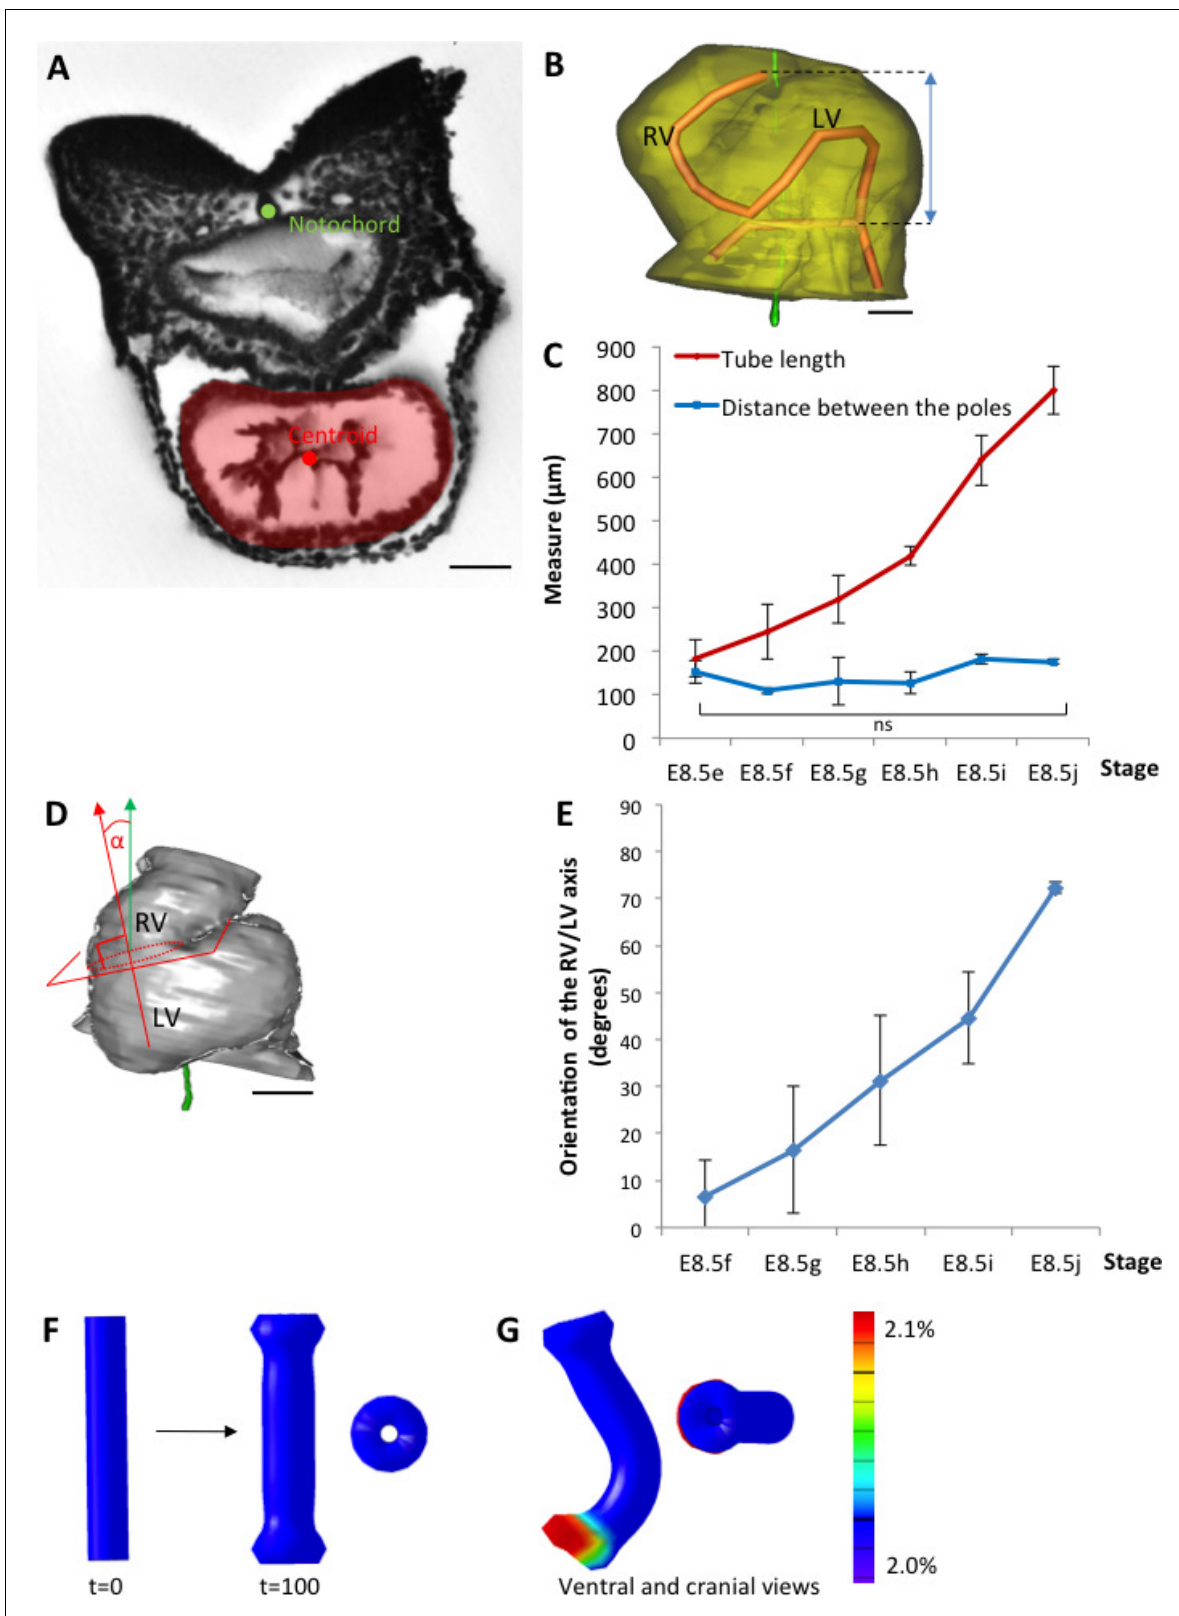 A
Notochord
Centroid
B
RV
LV
C
Tube length
Distance between the poles
Measure (µm)
900
800
700
600
500
400
300
200
100
0
ns
E8.5e E8.5f E8.5g E8.5h E8.5i E8.5j Stage
D
α
RV
LV
E
Orientation of the RV/LV axis
(degrees)
90
80
70
60
50
40
30
20
10
0
E8.5f E8.5g E8.5h E8.5i E8.5j Stage
F
t=0
t=100
G
2.1%
2.0%
Ventral and cranial views